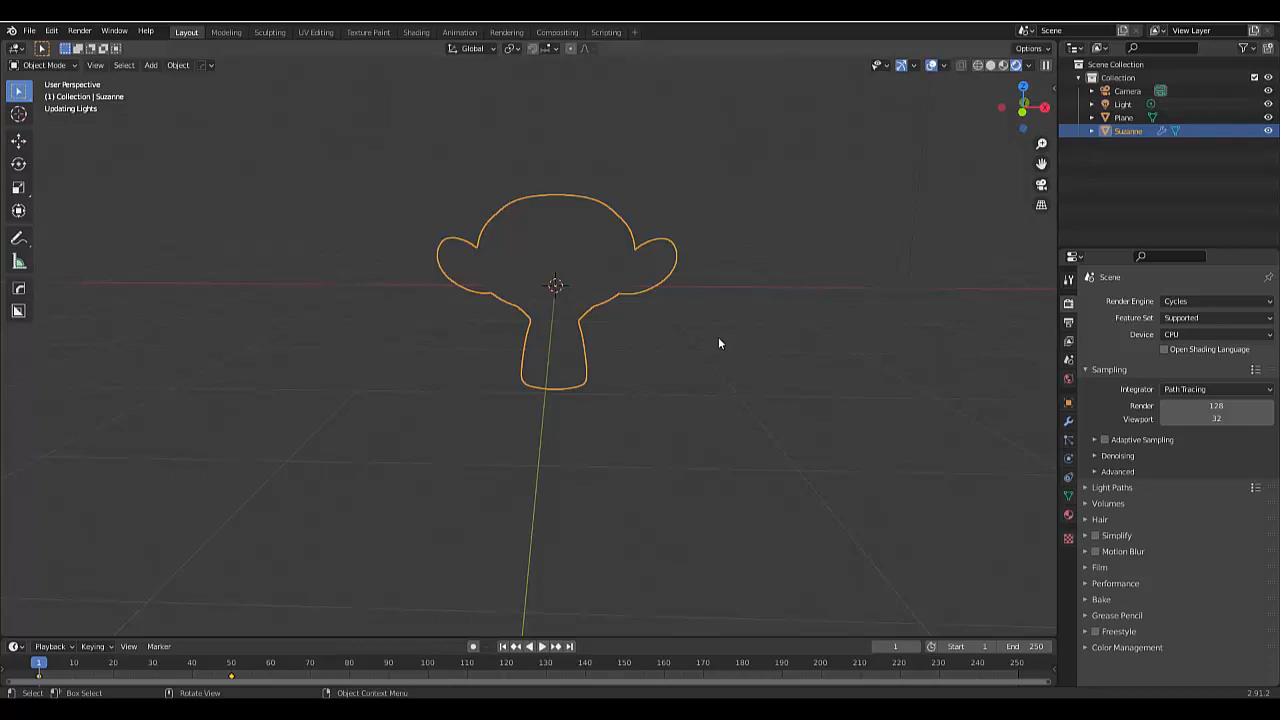 File Edit Render Window Help Layout Modeling Sculpting UV Editing Texture Paint Shading Animation Rendering Compositing Scripting + Scene View Layer
Global Options
Object Mode View Select Add Object
User Perspective
(1) Collection | Suzanne
Updating Lights
Z
X
Scene Collection
Collection
Camera
Light
Plane
Suzanne
Scene
Render Engine Cycles
Feature Set Supported
Device CPU
Open Shading Language
Sampling
Integrator Path Tracing
Render 128
Viewport 32
Adaptive Sampling
Denoising
Advanced
Light Paths
Volumes
Hair
Simplify
Motion Blur
Film
Performance
Bake
Grease Pencil
Freestyle
Color Management
Playback Keying View Marker 1 Start 1 End 250
1 10 20 30 40 50 60 70 80 90 100 110 120 130 140 150 160 170 180 190 200 210 220 230 240 250
Select Box Select Rotate View Object Context Menu 2.91.2